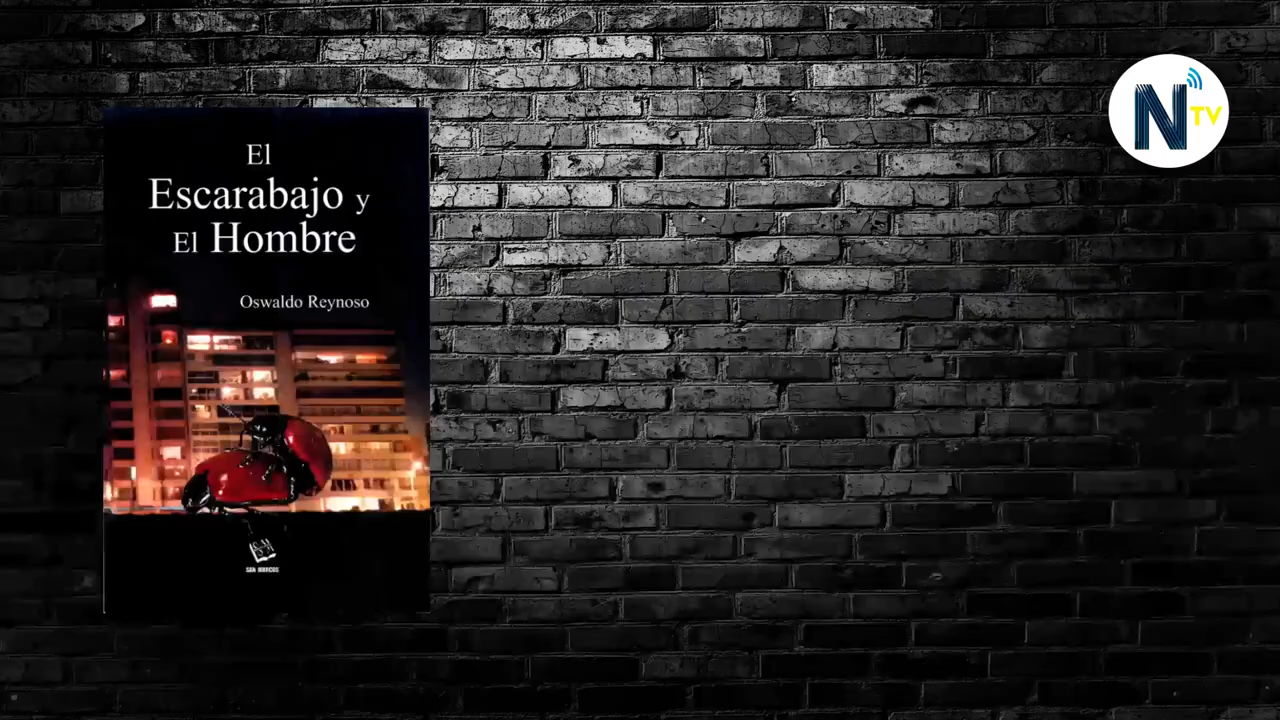 El
Escarabajo y
El Hombre
Oswaldo Reynoso
SAN MARCOS
N TV